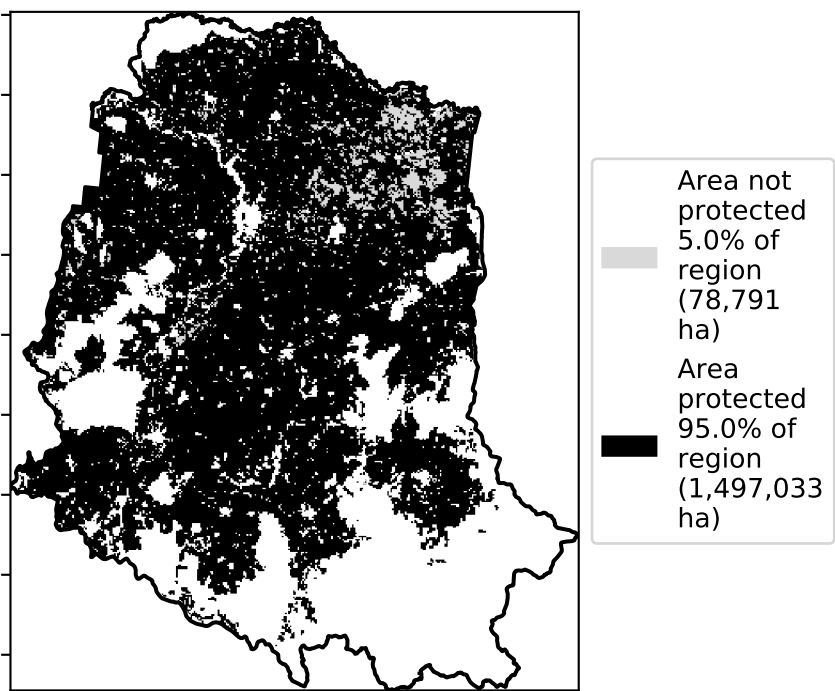 Area not
protected
5.0% of
region
(78,791
ha)
Area
protected
95.0% of
region
(1,497,033
ha)